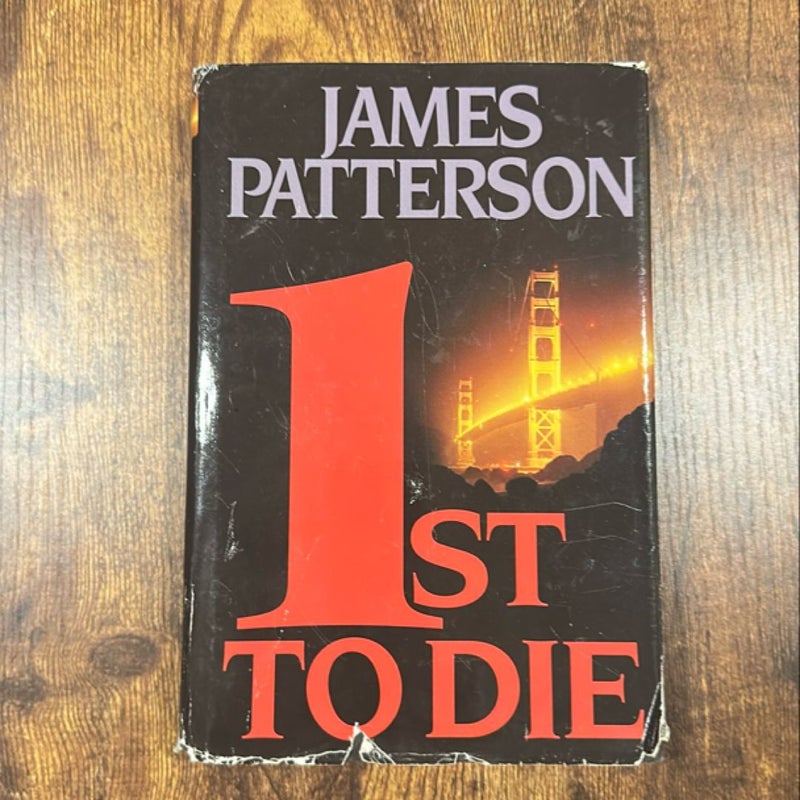 JAMES
PATTERSON
1ST
TO DIE